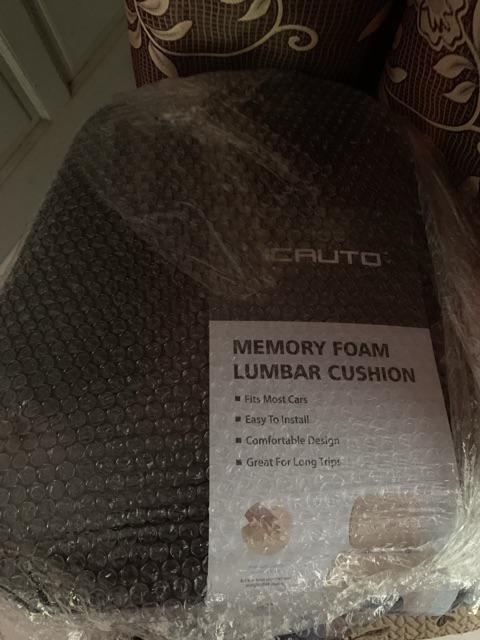 CAUTO
MEMORY FOAM
LUMBAR CUSHION
▪ Fits Most Cars
▪ Easy To Install
▪ Comfortable Design
▪ Great For Long Trips